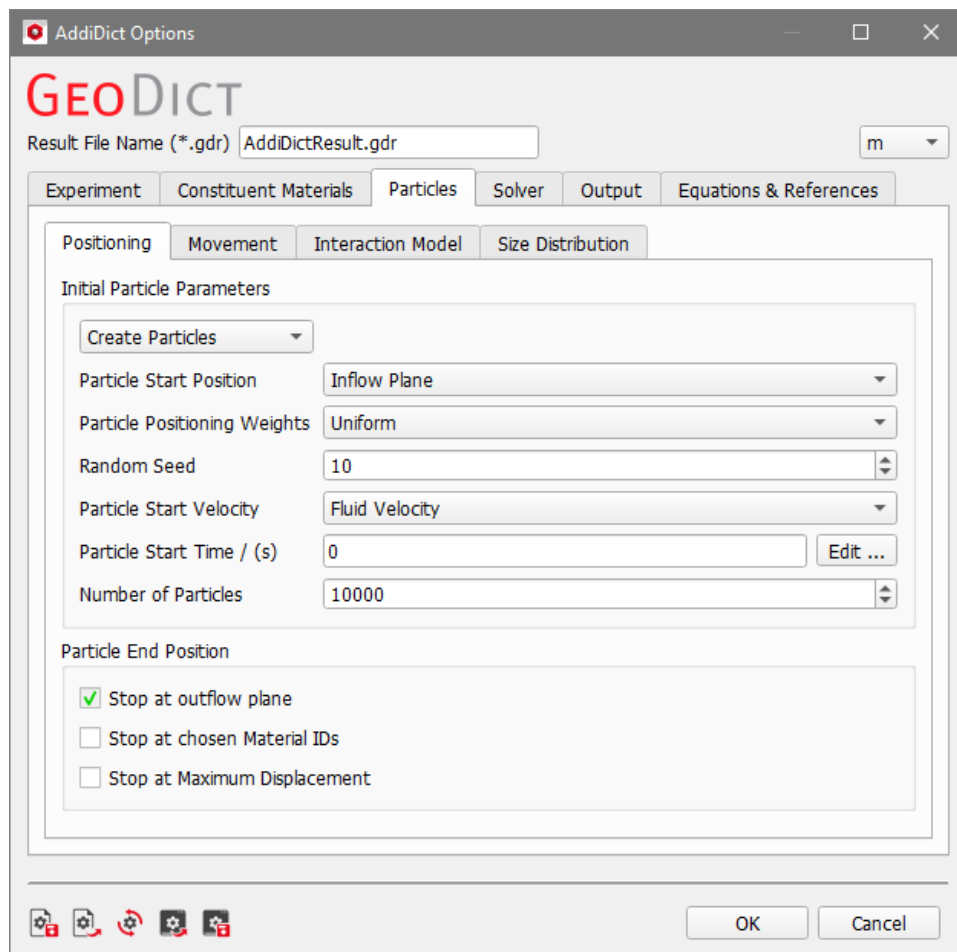 AddiDict Options
GEODICT
Result File Name (*.gdr) AddiDictResult.gdr m
Experiment Constituent Materials Particles Solver Output Equations & References
Positioning Movement Interaction Model Size Distribution
Initial Particle Parameters
Create Particles
Particle Start Position Inflow Plane
Particle Positioning Weights Uniform
Random Seed 10
Particle Start Velocity Fluid Velocity
Particle Start Time / (s) 0 Edit ...
Number of Particles 10000
Particle End Position
Stop at outflow plane
Stop at chosen Material IDs
Stop at Maximum Displacement
OK Cancel